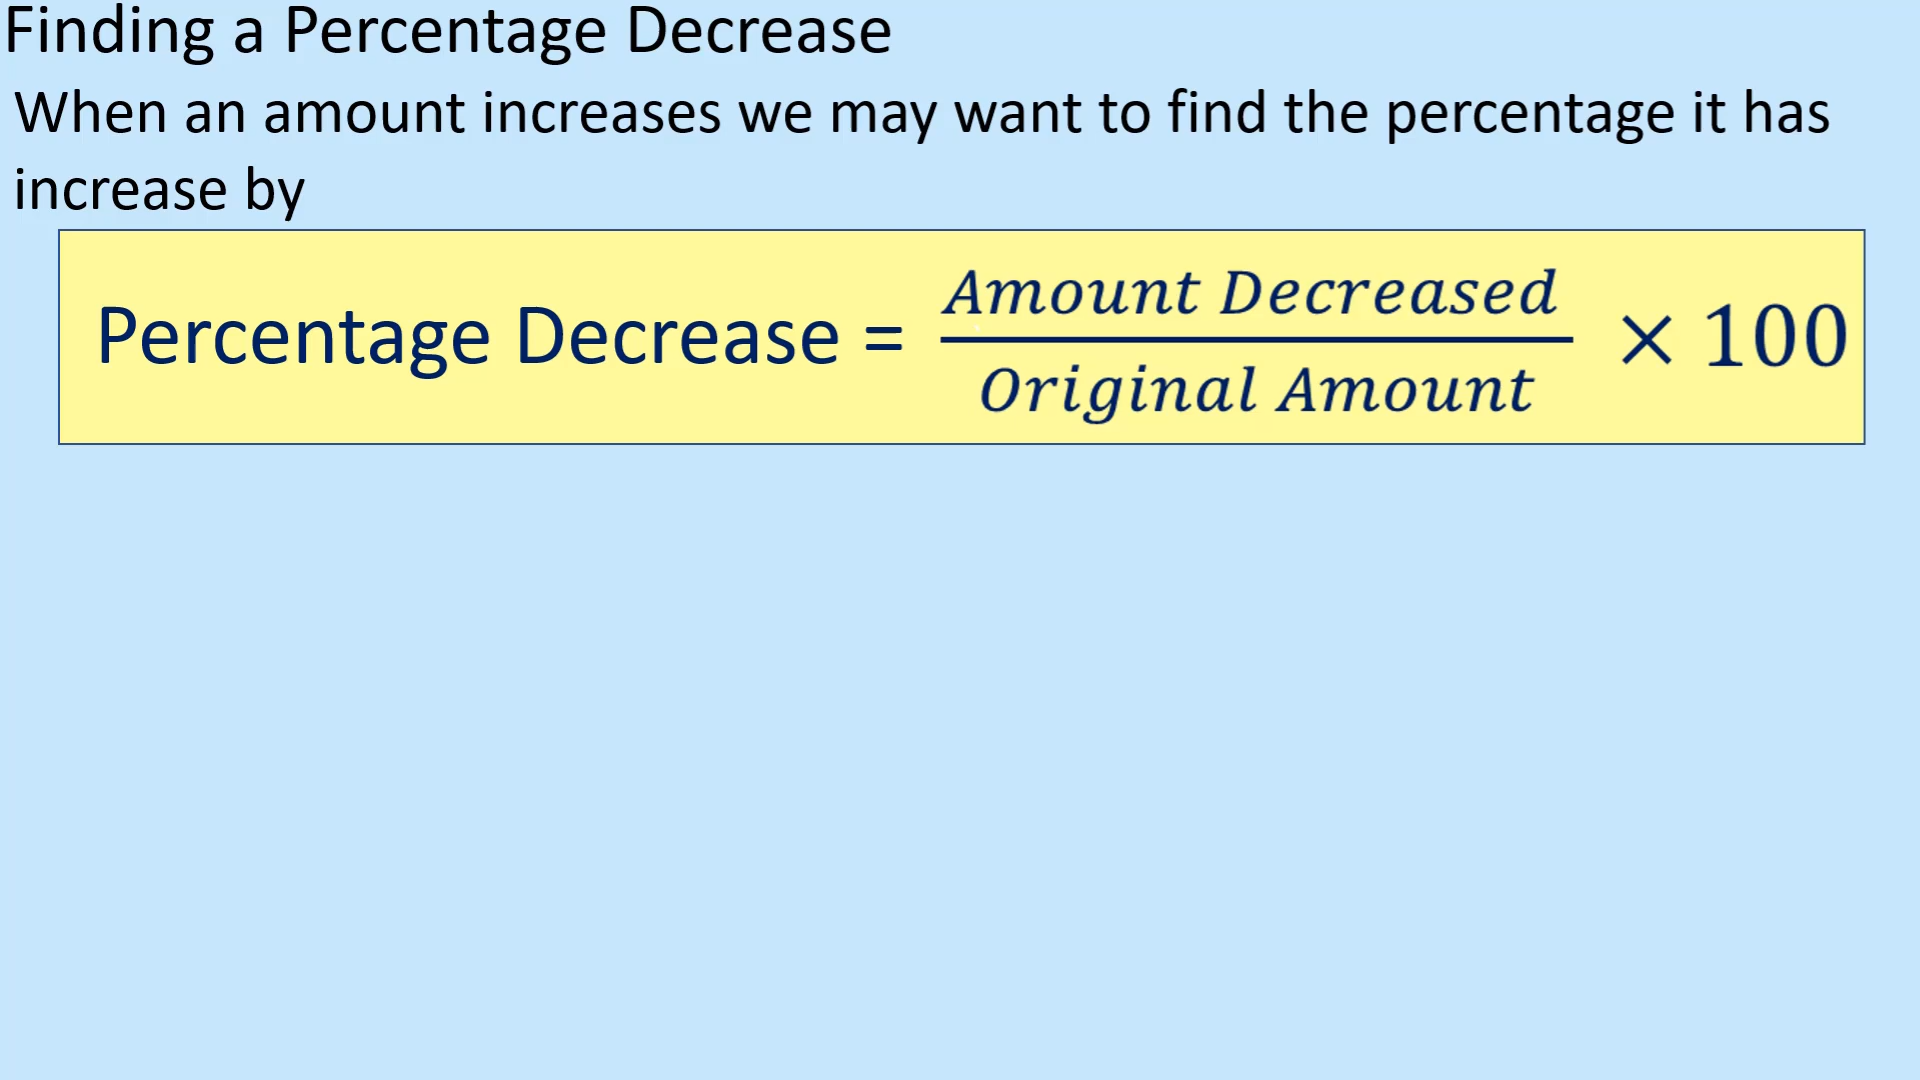 Finding a Percentage Decrease
When an amount increases we may want to find the percentage it has
increase by
Percentage Decrease = Amount Decreased / Original Amount × 100